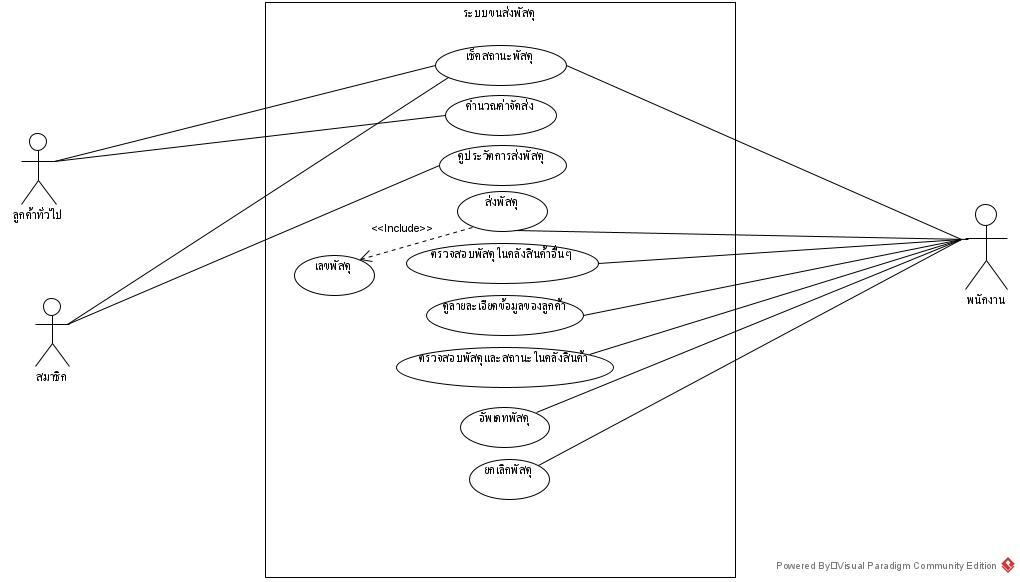 ระบบขนส่งพัสดุ
เช็คสถานะพัสดุ
คำนวณค่าจัดส่ง
ดูประวัติการส่งพัสดุ
ส่งพัสดุ
<<Include>>
เลขพัสดุ
ตรวจสอบพัสดุในคลังสินค้าอื่นๆ
ดูลายละเอียดข้อมูลของลูกค้า
ตรวจสอบพัสดุและสถานะในคลังสินค้า
อัพเดทพัสดุ
ยกเลิกพัสดุ
ลูกค้าทั่วไป
สมาชิก
พนักงาน
Powered By Visual Paradigm Community Edition